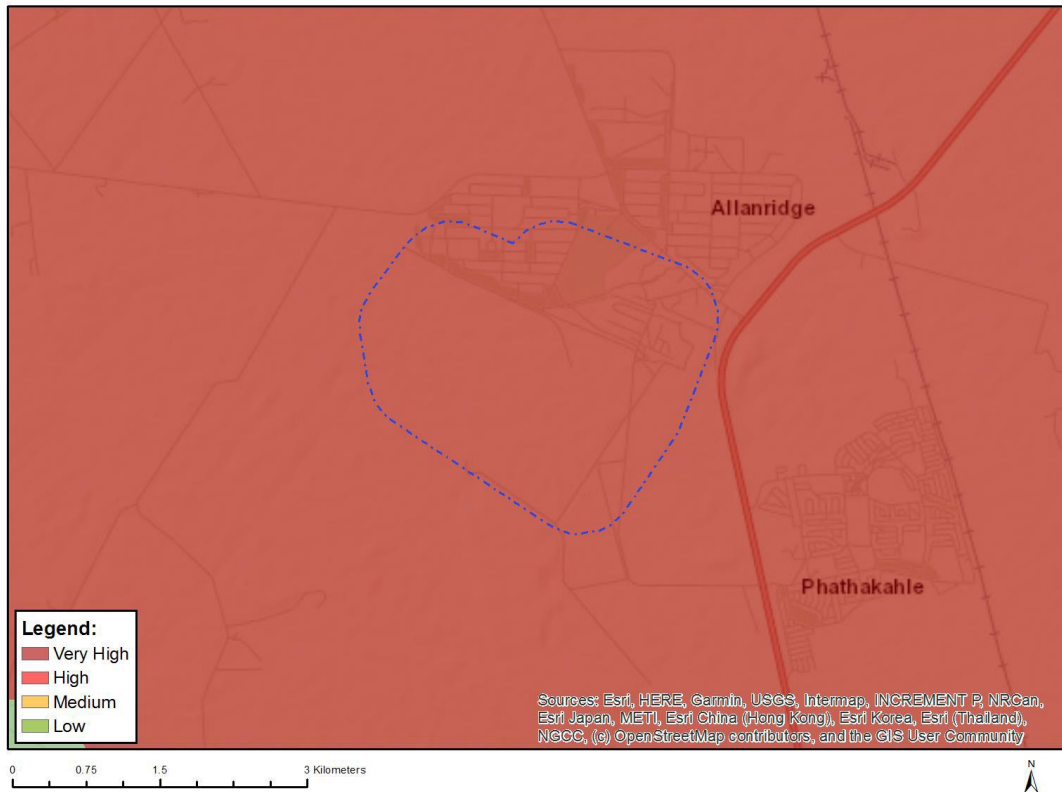 Allanridge
Phathakahle
Legend:
Very High
High
Medium
Low
Sources: Esri, HERE, Garmin, USGS, Intermap, INCREMENT P, NRCan,
Esri Japan, METI, Esri China (Hong Kong), Esri Korea, Esri (Thailand),
NGCC, (c) OpenStreetMap contributors, and the GIS User Community
0 0.75 1.5 3 Kilometers
N